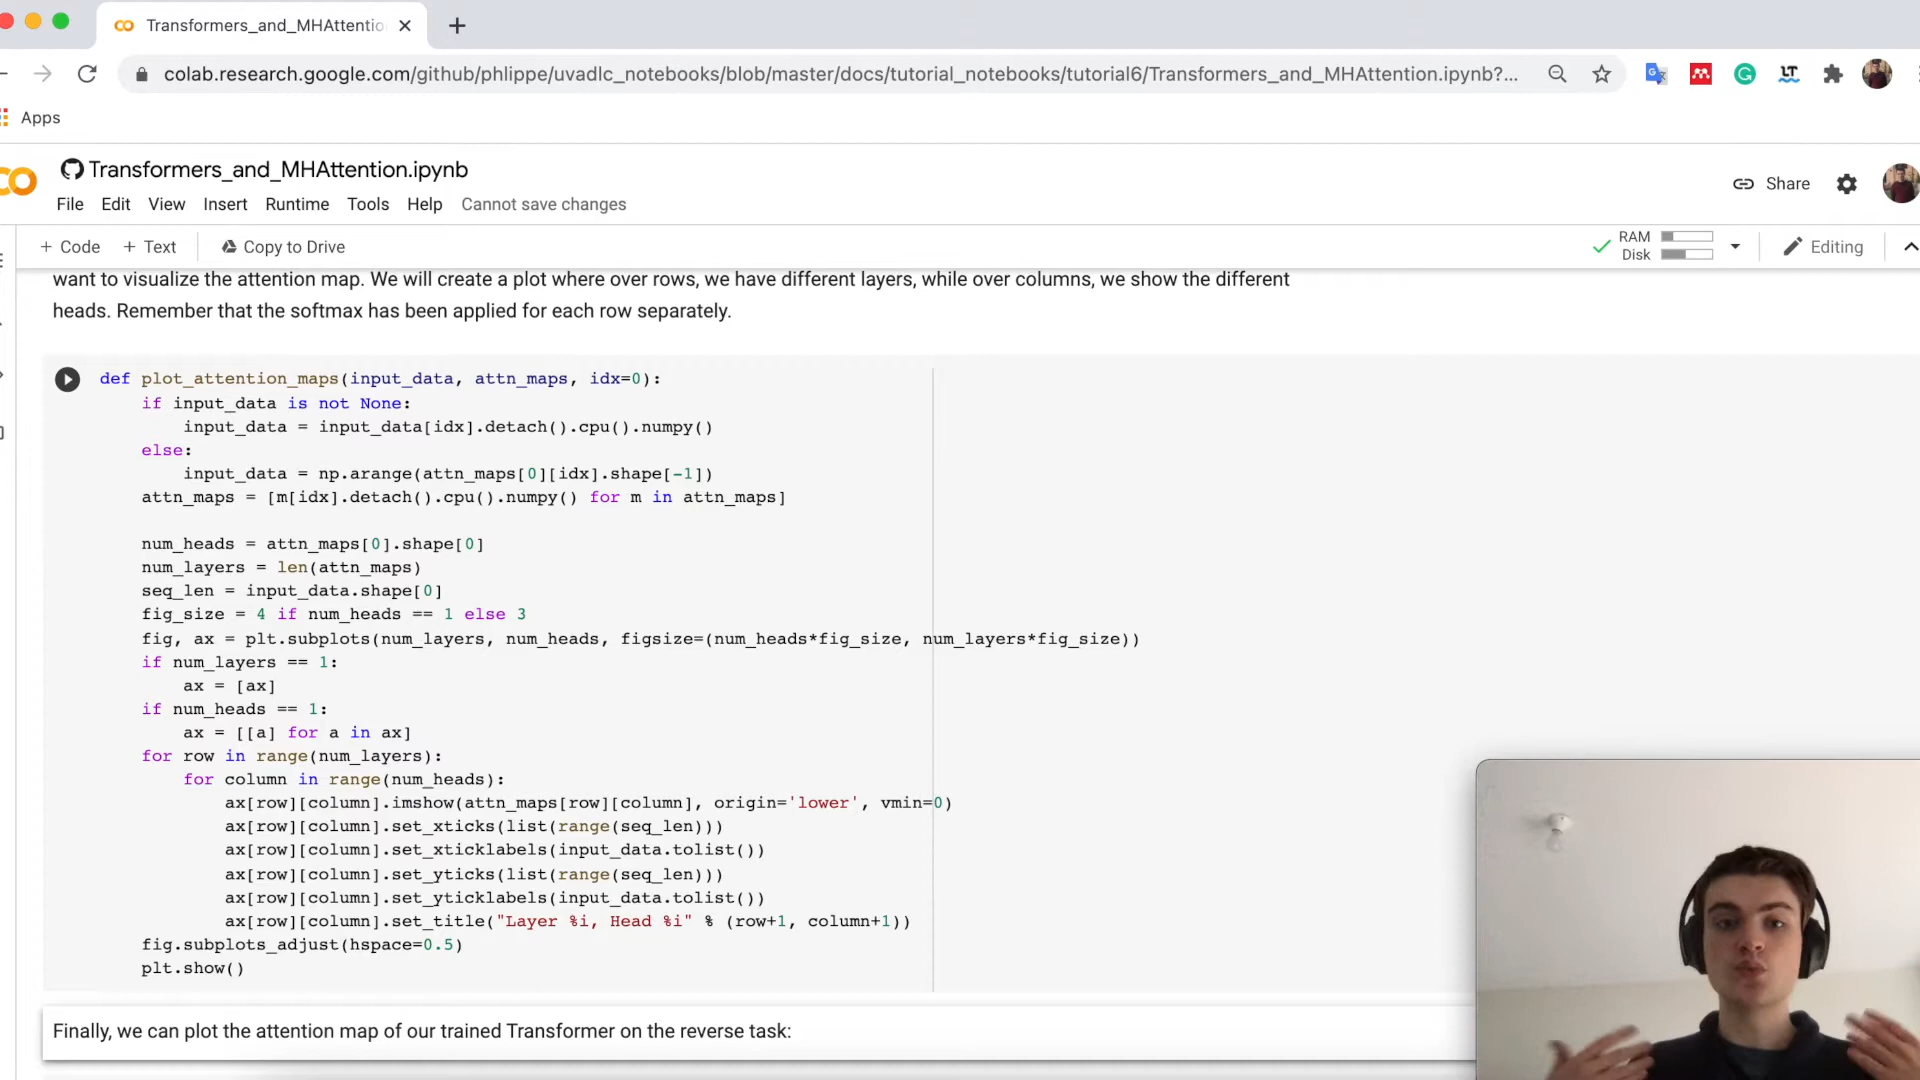 Transformers_and_MHAttentio
colab.research.google.com/github/phlippe/uvadlc_notebooks/blob/master/docs/tutorial_notebooks/tutorial6/Transformers_and_MHAttention.ipynb?...
Apps
Transformers_and_MHAttention.ipynb
File Edit View Insert Runtime Tools Help Cannot save changes
Share
+ Code + Text Copy to Drive
RAM
Disk
Editing
want to visualize the attention map. We will create a plot where over rows, we have different layers, while over columns, we show the different
heads. Remember that the softmax has been applied for each row separately.
def plot_attention_maps(input_data, attn_maps, idx=0):
    if input_data is not None:
        input_data = input_data[idx].detach().cpu().numpy()
    else:
        input_data = np.arange(attn_maps[0][idx].shape[-1])
    attn_maps = [m[idx].detach().cpu().numpy() for m in attn_maps]
    num_heads = attn_maps[0].shape[0]
    num_layers = len(attn_maps)
    seq_len = input_data.shape[0]
    fig_size = 4 if num_heads == 1 else 3
    fig, ax = plt.subplots(num_layers, num_heads, figsize=(num_heads*fig_size, num_layers*fig_size))
    if num_layers == 1:
        ax = [ax]
    if num_heads == 1:
        ax = [[a] for a in ax]
    for row in range(num_layers):
        for column in range(num_heads):
            ax[row][column].imshow(attn_maps[row][column], origin='lower', vmin=0)
            ax[row][column].set_xticks(list(range(seq_len)))
            ax[row][column].set_xticklabels(input_data.tolist())
            ax[row][column].set_yticks(list(range(seq_len)))
            ax[row][column].set_yticklabels(input_data.tolist())
            ax[row][column].set_title("Layer %i, Head %i" % (row+1, column+1))
    fig.subplots_adjust(hspace=0.5)
    plt.show()
Finally, we can plot the attention map of our trained Transformer on the reverse task: